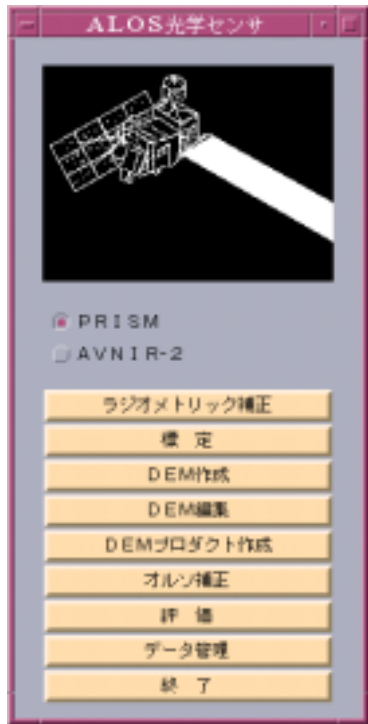 ALOS光学センサ
PRISM
AVNIR-2
ラジオメトリック補正
標 定
DEM作成
DEM編集
DEMプロダクト作成
オルソ補正
評 価
データ管理
終 了